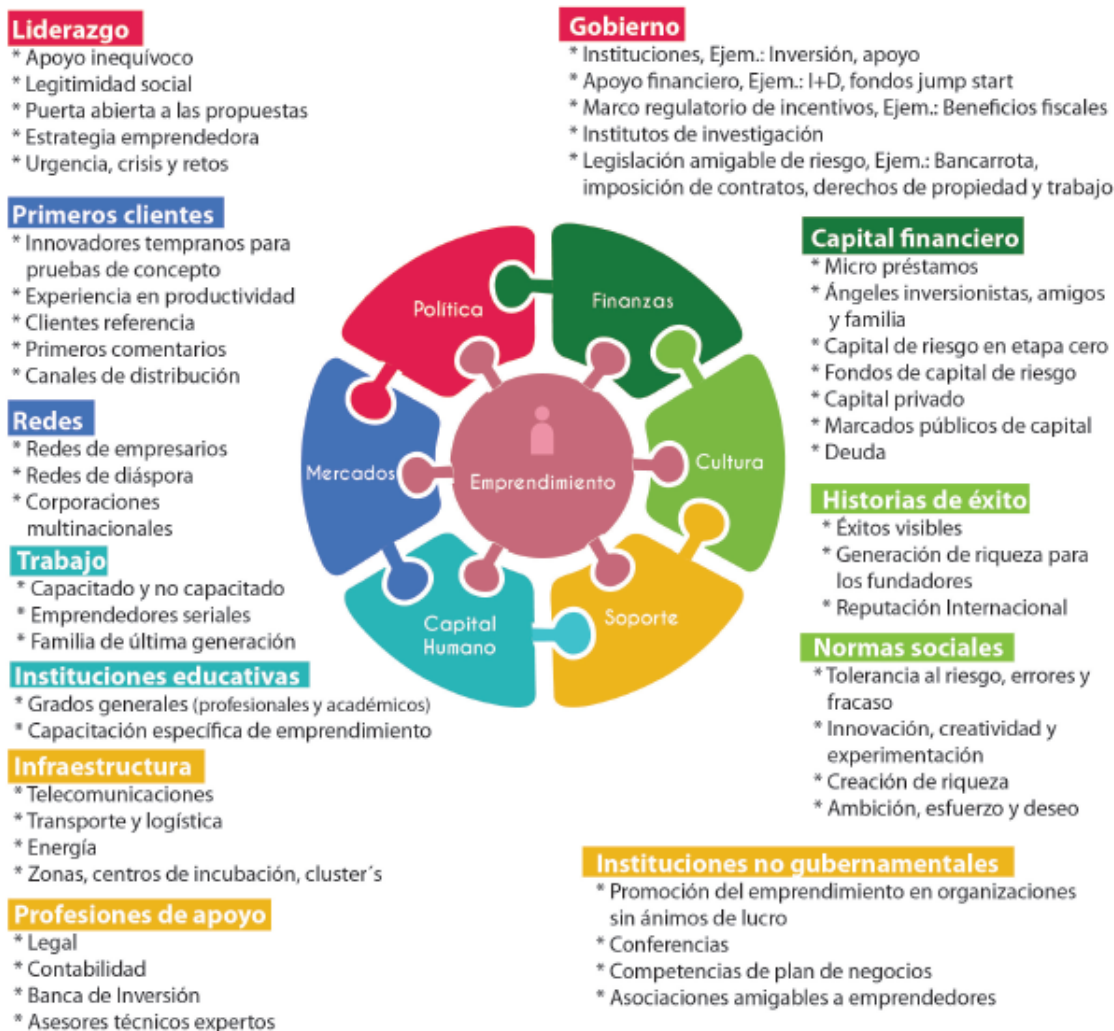 Liderazgo
* Apoyo inequívoco
* Legitimidad social
* Puerta abierta a las propuestas
* Estrategia emprendedora
* Urgencia, crisis y retos
Gobierno
* Instituciones, Ejem.: Inversión, apoyo
* Apoyo financiero, Ejem.: I+D, fondos jump start
* Marco regulatorio de incentivos, Ejem.: Beneficios fiscales
* Institutos de investigación
* Legislación amigable de riesgo, Ejem.: Bancarrota,
imposición de contratos, derechos de propiedad y trabajo
Primeros clientes
* Innovadores tempranos para
pruebas de concepto
* Experiencia en productividad
* Clientes referencia
* Primeros comentarios
* Canales de distribución
Redes
* Redes de empresarios
* Redes de diáspora
* Corporaciones
multinacionales
Trabajo
* Capacitado y no capacitado
* Emprendedores seriales
* Familia de última generación
Instituciones educativas
* Grados generales (profesionales y académicos)
* Capacitación específica de emprendimiento
Infraestructura
* Telecomunicaciones
* Transporte y logística
* Energía
* Zonas, centros de incubación, cluster´s
Profesiones de apoyo
* Legal
* Contabilidad
* Banca de Inversión
* Asesores técnicos expertos
Política
Finanzas
Mercados
Emprendimiento
Cultura
Capital
Humano
Soporte
Capital financiero
* Micro préstamos
* Ángeles inversionistas, amigos
y familia
* Capital de riesgo en etapa cero
* Fondos de capital de riesgo
* Capital privado
* Marcados públicos de capital
* Deuda
Historias de éxito
* Éxitos visibles
* Generación de riqueza para
los fundadores
* Reputación Internacional
Normas sociales
* Tolerancia al riesgo, errores y
fracaso
* Innovación, creatividad y
experimentación
* Creación de riqueza
* Ambición, esfuerzo y deseo
Instituciones no gubernamentales
* Promoción del emprendimiento en organizaciones
sin ánimos de lucro
* Conferencias
* Competencias de plan de negocios
* Asociaciones amigables a emprendedores